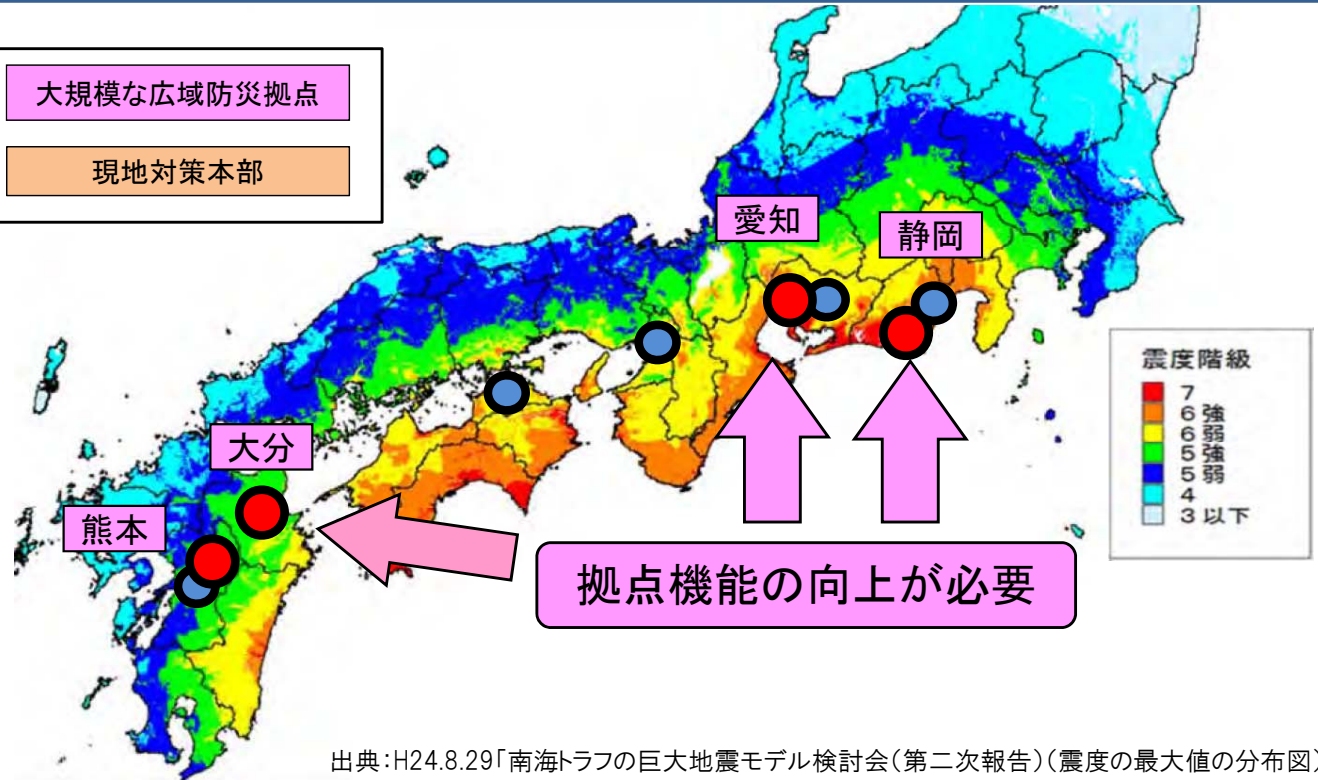 大規模な広域防災拠点
現地対策本部
愛知
静岡
大分
熊本
拠点機能の向上が必要
震度階級
7
6強
6弱
5強
5弱
4
3以下
出典:H24.8.29「南海トラフの巨大地震モデル検討会(第二次報告)(震度の最大値の分布図)